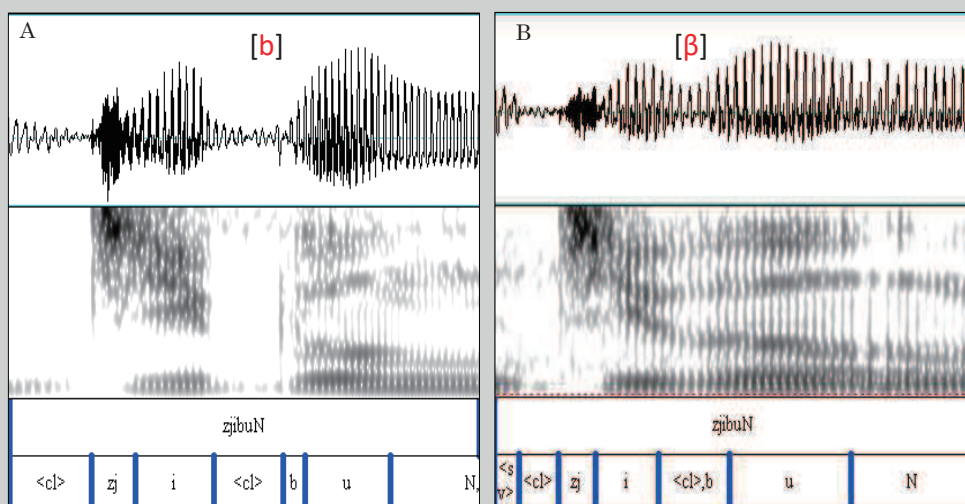 A
[b]
zjibuN
<cl> zj i <cl> b u N,
B
[β]
zjibuN
<s
v> <cl> zj i <cl>,b u N